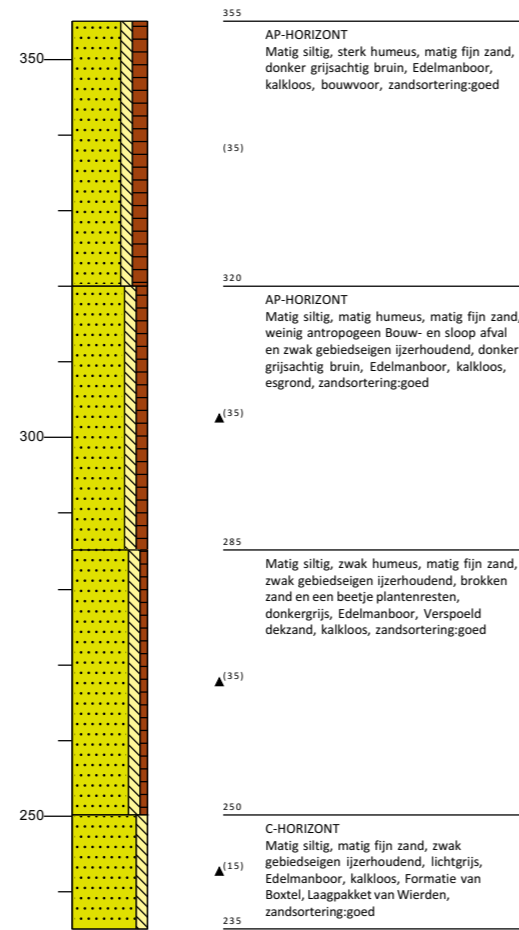 355
AP-HORIZONT
Matig siltig, sterk humeus, matig fijn zand,
donker grijsachtig bruin, Edelmanboor,
kalkloos, bouwvoor, zandsortering:goed
350
(35)
320
AP-HORIZONT
Matig siltig, matig humeus, matig fijn zand,
weinig antropogeen Bouw- en sloop afval
en zwak gebiedseigen ijzerhoudend, donker
grijsachtig bruin, Edelmanboor, kalkloos,
esgrond, zandsortering:goed
▲(35)
300
285
Matig siltig, zwak humeus, matig fijn zand,
zwak gebiedseigen ijzerhoudend, brokken
zand en een beetje plantenresten,
donkergrijs, Edelmanboor, Verspoeld
dekzand, kalkloos, zandsortering:goed
▲(35)
250
250
C-HORIZONT
Matig siltig, matig fijn zand, zwak
gebiedseigen ijzerhoudend, lichtgrijs,
Edelmanboor, kalkloos, Formatie van
Boxtel, Laagpakket van Wierden,
zandsortering:goed
▲(15)
235